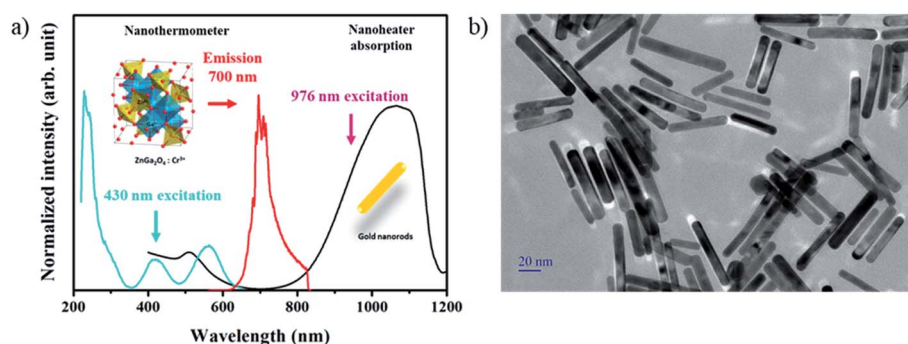 a)
Nanothermometer
Nanoheater
absorption
Emission
700 nm
976 nm excitation
ZnGa₂O₄ : Cr³⁺
430 nm excitation
Gold nanorods
Normalized intensity (arb. unit)
200 400 600 800 1000 1200
Wavelength (nm)
b)
20 nm